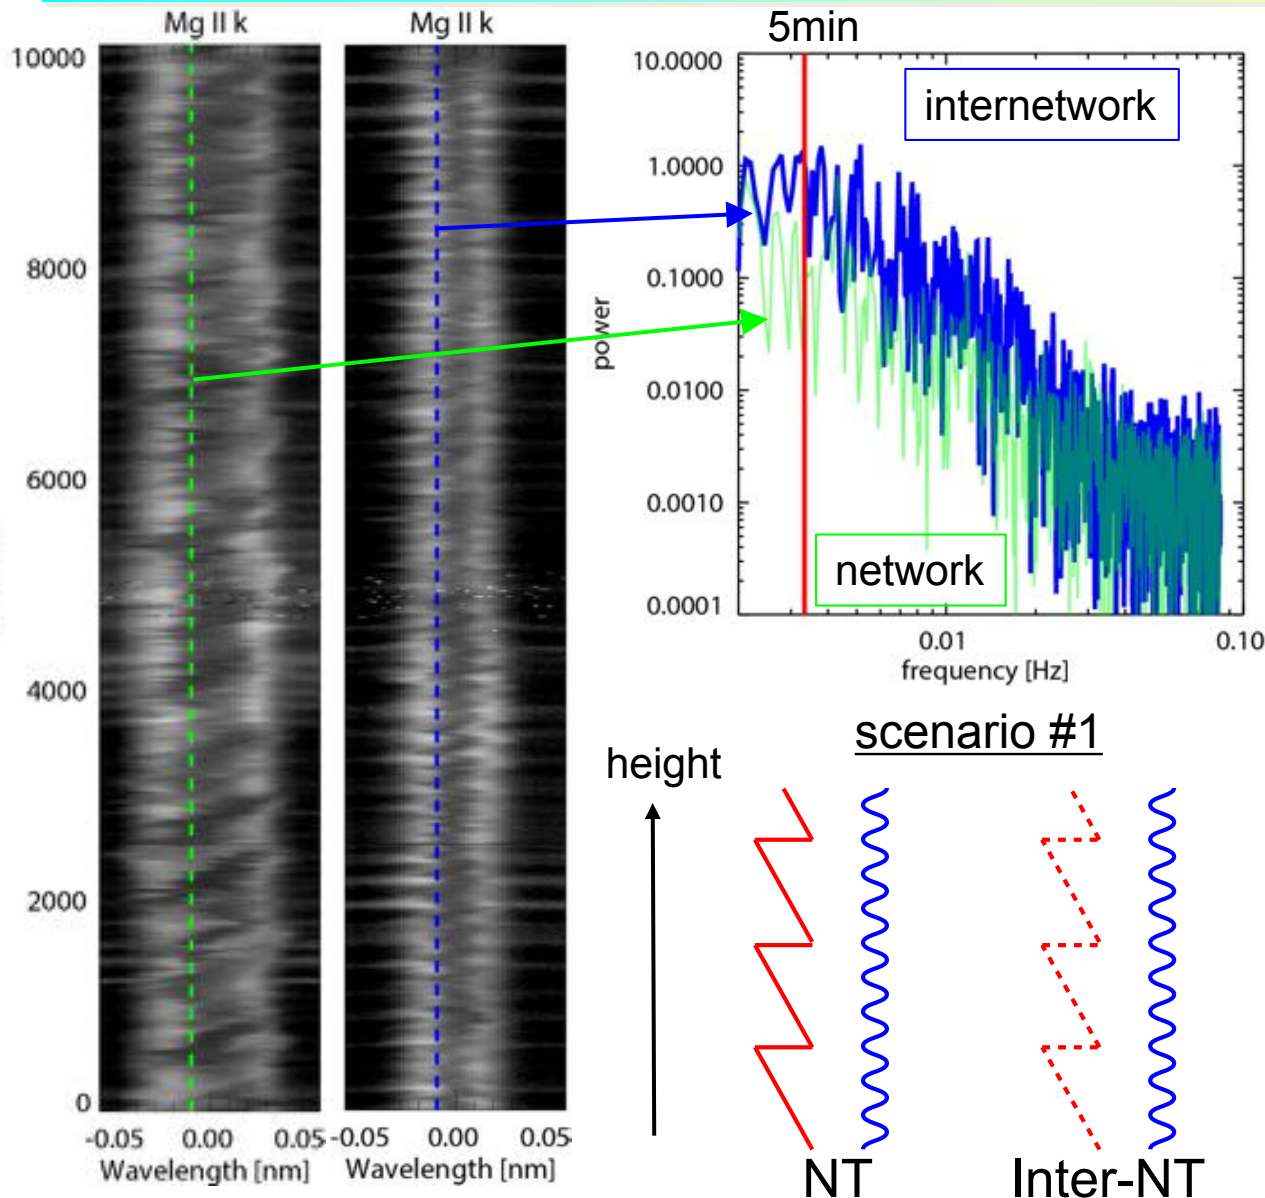 Mg II k
Mg II k
10000
8000
6000
4000
2000
0
-0.05 0.00 0.05
Wavelength [nm]
-0.05 0.00 0.05
Wavelength [nm]
5min
10.0000
1.0000
0.1000
0.0100
0.0010
0.0001
power
internetwork
network
0.01 0.10
frequency [Hz]
scenario #1
height
NT
Inter-NT